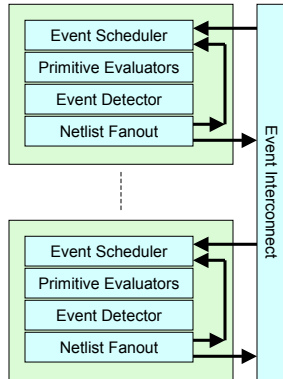 Event Scheduler
Primitive Evaluators
Event Detector
Netlist Fanout
Event Interconnect
Event Scheduler
Primitive Evaluators
Event Detector
Netlist Fanout